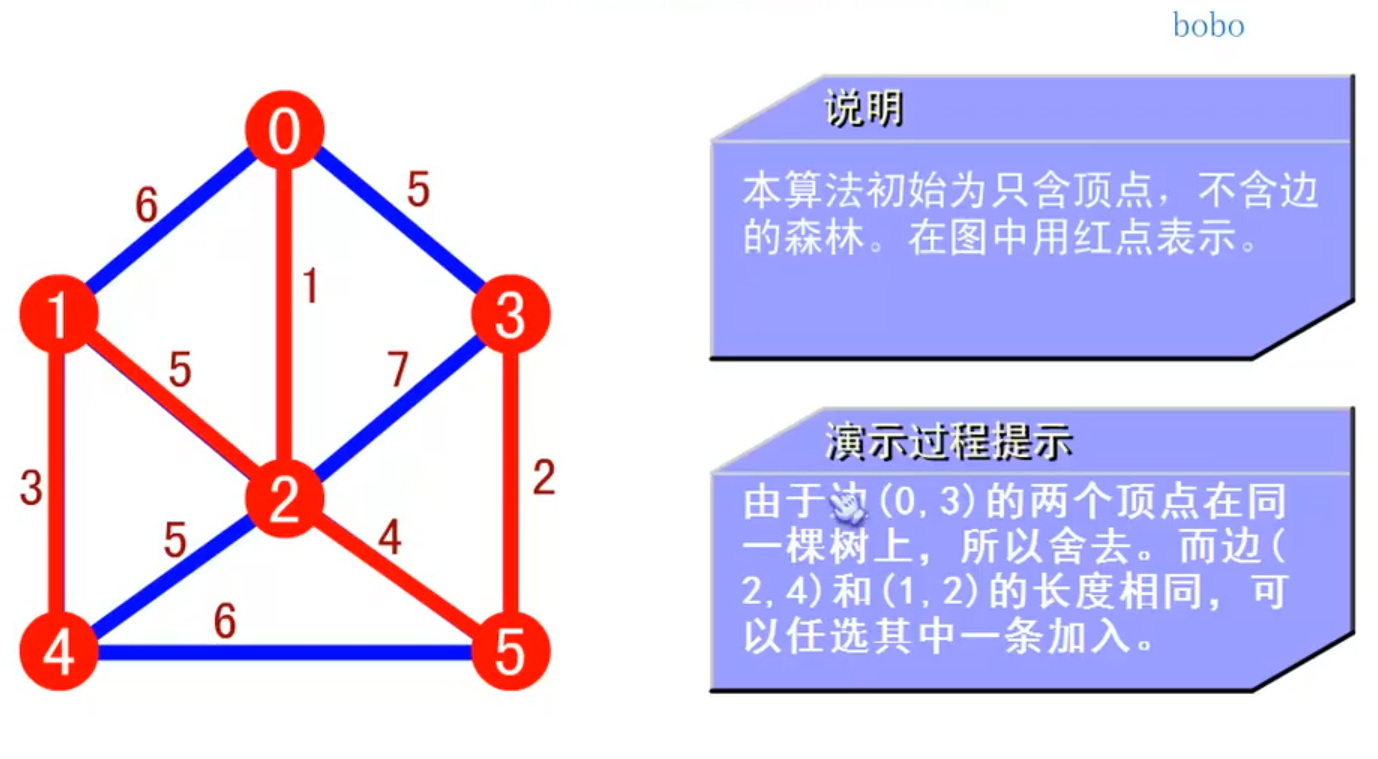 bobo
0
6
5
1
1
3
5
7
3
2
2
5
4
6
4
5
说明
本算法初始为只含顶点，不含边
的森林。在图中用红点表示。
演示过程提示
由于边(0,3)的两个顶点在同
一棵树上，所以舍去。而边(
2,4)和(1,2)的长度相同，可
以任选其中一条加入。